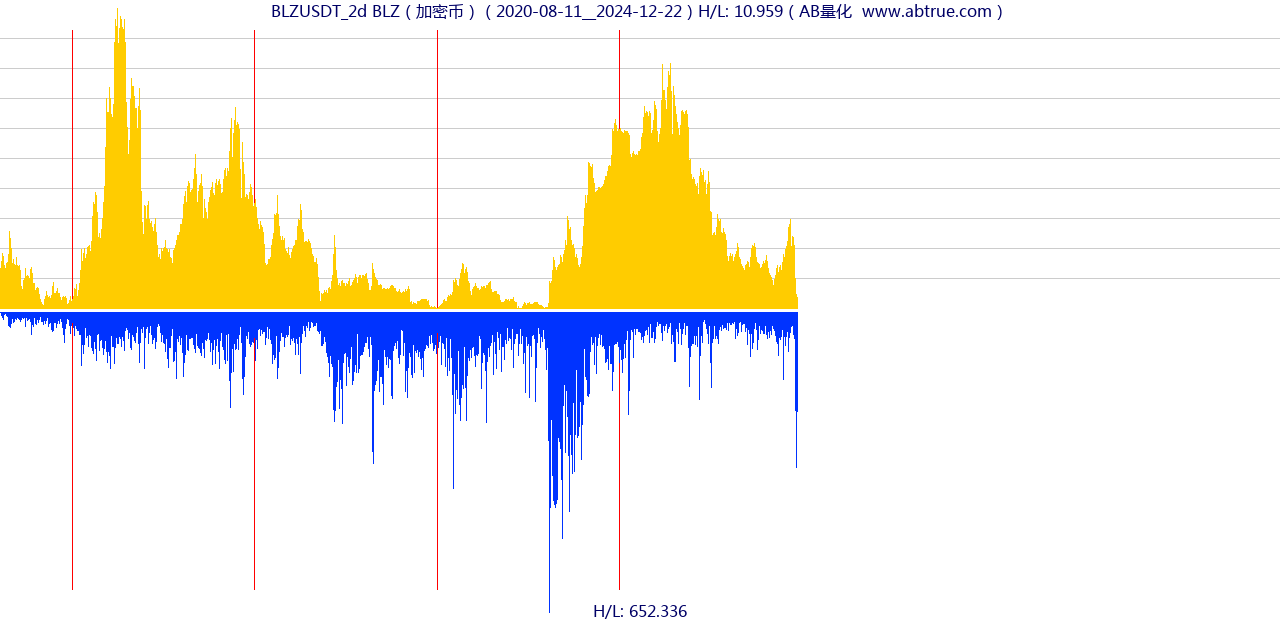 BLZUSDT_2d BLZ（加密币）（2020-08-11__2024-12-22）H/L: 10.959（AB量化  www.abtrue.com）
H/L: 652.336